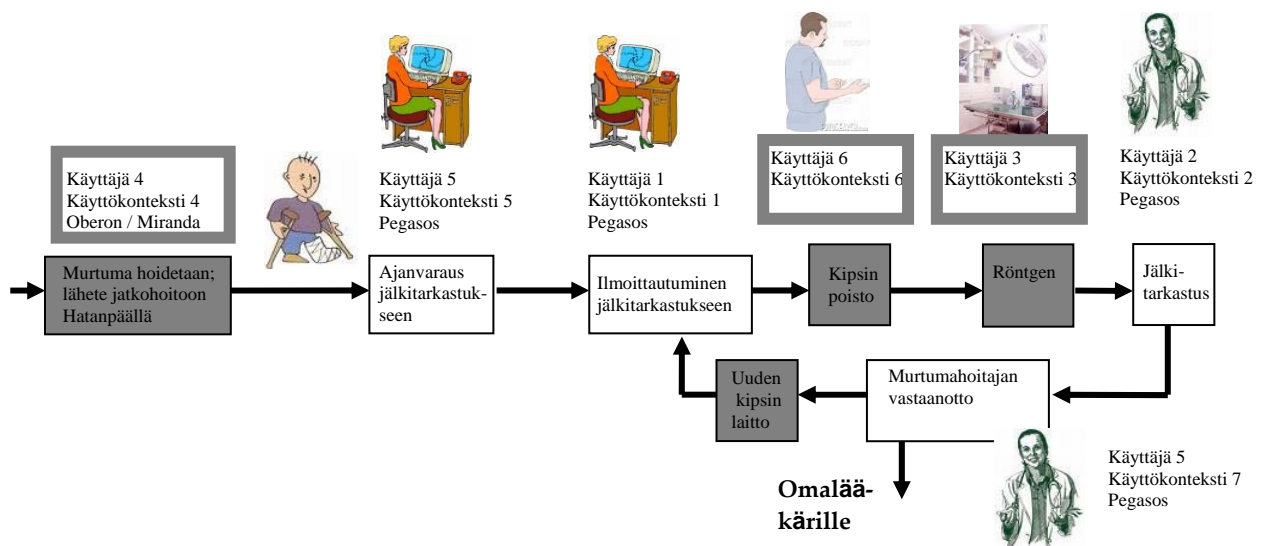 Käyttäjä 4
Käyttökonteksti 4
Oberon / Miranda
Käyttäjä 5
Käyttökonteksti 5
Pegasos
Käyttäjä 1
Käyttökonteksti 1
Pegasos
Käyttäjä 6
Käyttökonteksti 6
Käyttäjä 3
Käyttökonteksti 3
Käyttäjä 2
Käyttökonteksti 2
Pegasos
Murtuma hoidetaan;
lähete jatkohoitoon
Hatanpäällä
Ajanvaraus
jälkitarkastuk-
seen
Ilmoittautuminen
jälkitarkastukseen
Kipsin
poisto
Röntgen
Jälki-
tarkastus
Uuden
kipsin
laitto
Murtumahoitajan
vastaanotto
Käyttäjä 5
Käyttökonteksti 7
Pegasos
Omalää-
kärille